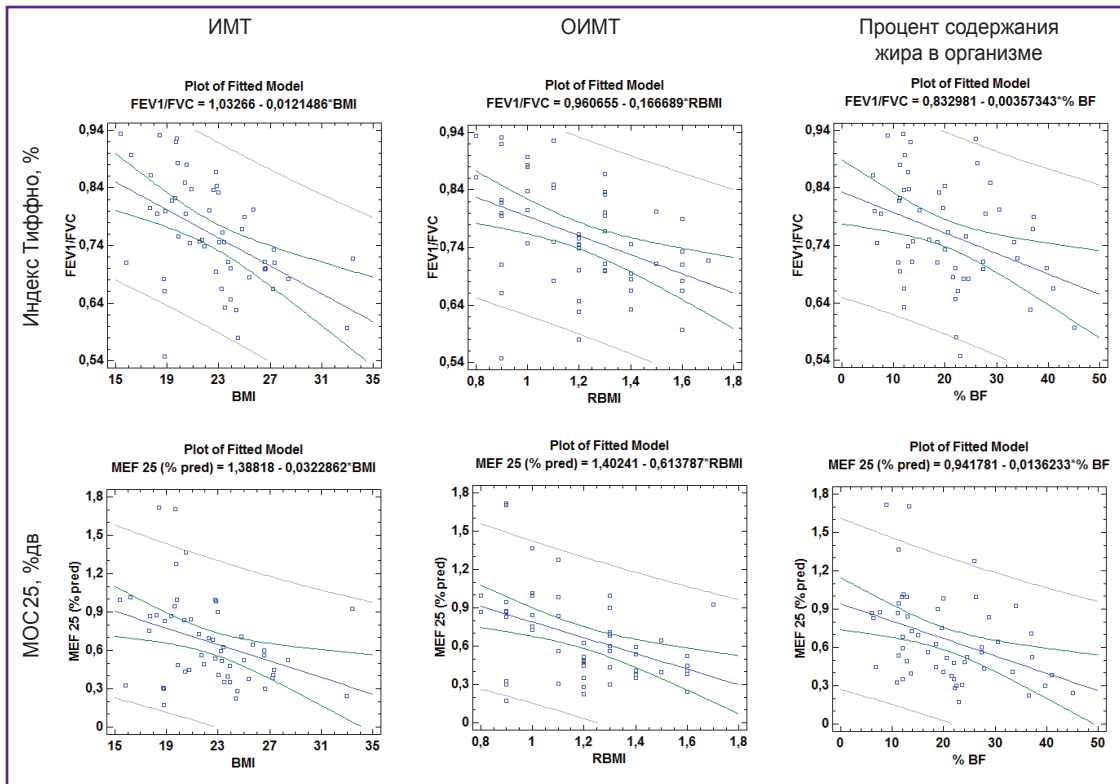 ИМТ
ОИМТ
Процент содержания
жира в организме
Индекс Тиффно, %
Plot of Fitted Model
FEV1/FVC = 1,03266 - 0,0121486*BMI
FEV1/FVC
0,94
0,84
0,74
0,64
0,54
15 19 23 27 31 35
BMI
Plot of Fitted Model
FEV1/FVC = 0,960655 - 0,166689*RBMI
FEV1/FVC
0,94
0,84
0,74
0,64
0,54
0,8 1 1,2 1,4 1,6 1,8
RBMI
Plot of Fitted Model
FEV1/FVC = 0,832981 - 0,00357343*% BF
FEV1/FVC
0,94
0,84
0,74
0,64
0,54
0 10 20 30 40 50
% BF
МОС25, %дв
Plot of Fitted Model
MEF 25 (% pred) = 1,38818 - 0,0322862*BMI
MEF 25 (% pred)
1,8
1,5
1,2
0,9
0,6
0,3
0
15 19 23 27 31 35
BMI
Plot of Fitted Model
MEF 25 (% pred) = 1,40241 - 0,613787*RBMI
MEF 25 (% pred)
1,8
1,5
1,2
0,9
0,6
0,3
0
0,8 1 1,2 1,4 1,6 1,8
RBMI
Plot of Fitted Model
MEF 25 (% pred) = 0,941781 - 0,0136233*% BF
MEF 25 (% pred)
1,8
1,5
1,2
0,9
0,6
0,3
0
0 10 20 30 40 50
% BF